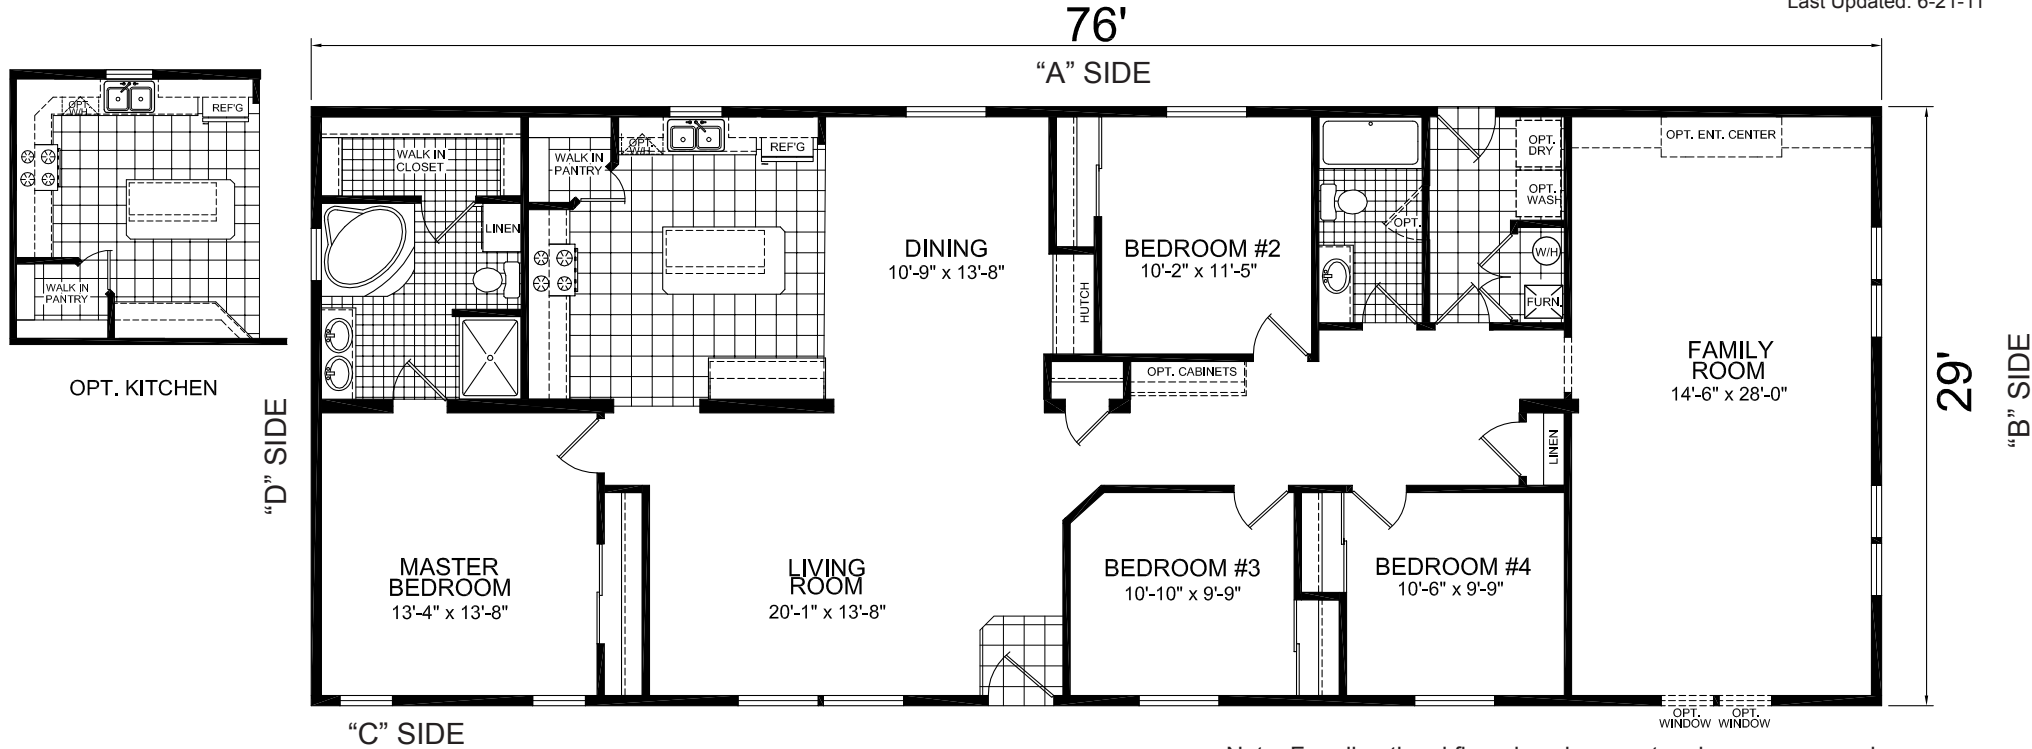 Last Updated: 6-21-11
76'
“A” SIDE
OPT.
W/H
REF'G
WALK IN
PANTRY
OPT. KITCHEN
WALK IN
CLOSET
LINEN
WALK IN
PANTRY
OPT.
W/H
REF'G
DINING
10'-9" x 13'-8"
HUTCH
BEDROOM #2
10'-2" x 11'-5"
OPT. CABINETS
OPT.
OPT.
DRY
OPT.
WASH
W/H
FURN.
OPT. ENT. CENTER
FAMILY
ROOM
14'-6" x 28'-0"
29'
“B” SIDE
“D” SIDE
LINEN
MASTER
BEDROOM
13'-4" x 13'-8"
LIVING
ROOM
20'-1" x 13'-8"
BEDROOM #3
10'-10" x 9'-9"
BEDROOM #4
10'-6" x 9'-9"
OPT.
WINDOW
OPT.
WINDOW
“C” SIDE